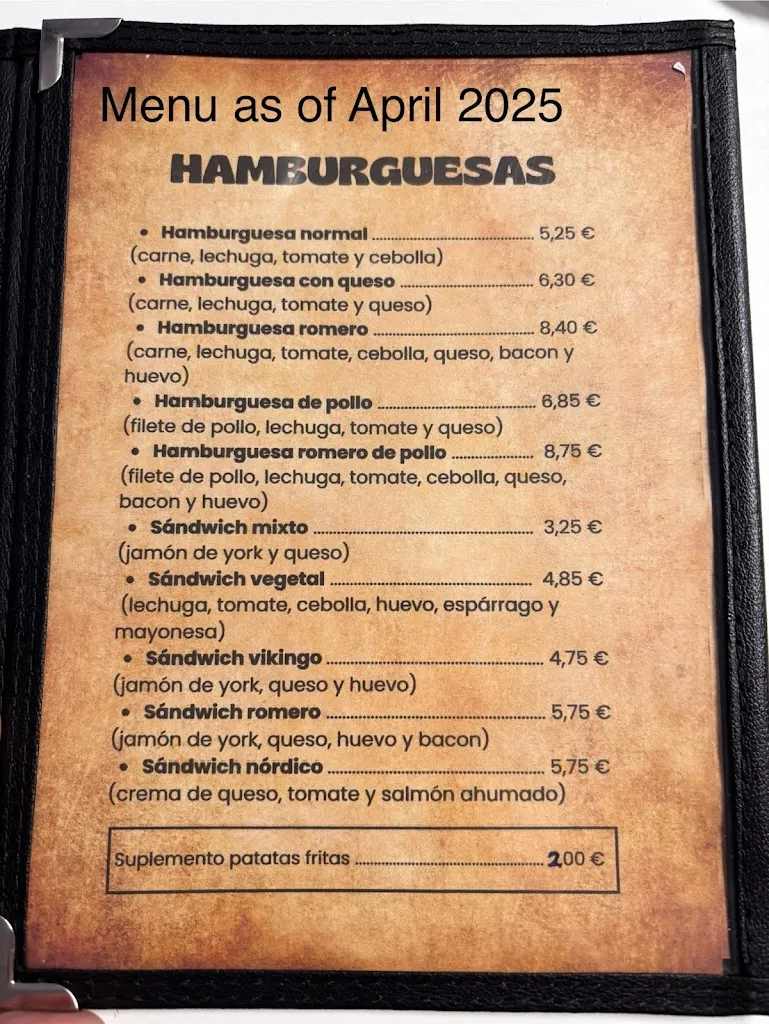 Menu as of April 2025
HAMBURGUESAS
• Hamburguesa normal ........................ 5,25 €
(carne, lechuga, tomate y cebolla)
• Hamburguesa con queso ........................ 6,30 €
(carne, lechuga, tomate y queso)
• Hamburguesa romero ........................ 8,40 €
(carne, lechuga, tomate, cebolla, queso, bacon y
huevo)
• Hamburguesa de pollo ........................ 6,85 €
(filete de pollo, lechuga, tomate y queso)
• Hamburguesa romero de pollo ........................ 8,75 €
(filete de pollo, lechuga, tomate, cebolla, queso,
bacon y huevo)
• Sándwich mixto ........................ 3,25 €
(jamón de york y queso)
• Sándwich vegetal ........................ 4,85 €
(lechuga, tomate, cebolla, huevo, espárrago y
mayonesa)
• Sándwich vikingo ........................ 4,75 €
(jamón de york, queso y huevo)
• Sándwich romero ........................ 5,75 €
(jamón de york, queso, huevo y bacon)
• Sándwich nórdico ........................ 5,75 €
(crema de queso, tomate y salmón ahumado)
Suplemento patatas fritas ........................ 2,00 €